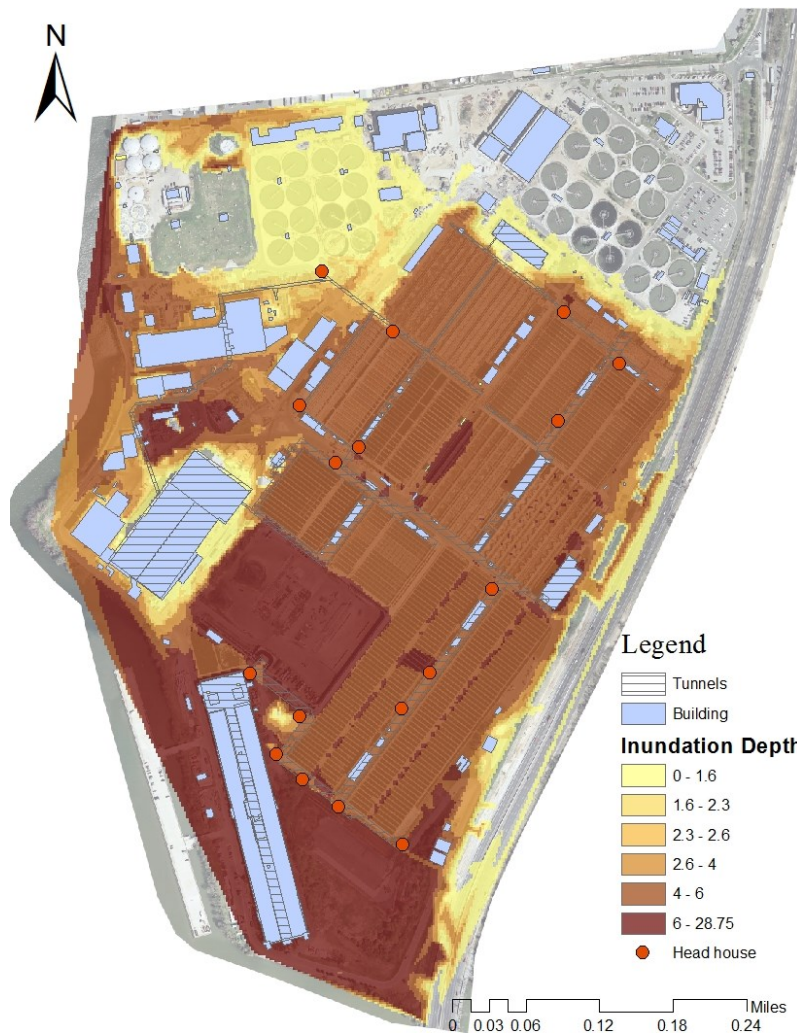 N
Legend
Tunnels
Building
Inundation Depth
0 - 1.6
1.6 - 2.3
2.3 - 2.6
2.6 - 4
4 - 6
6 - 28.75
Head house
Miles
0 0.03 0.06 0.12 0.18 0.24